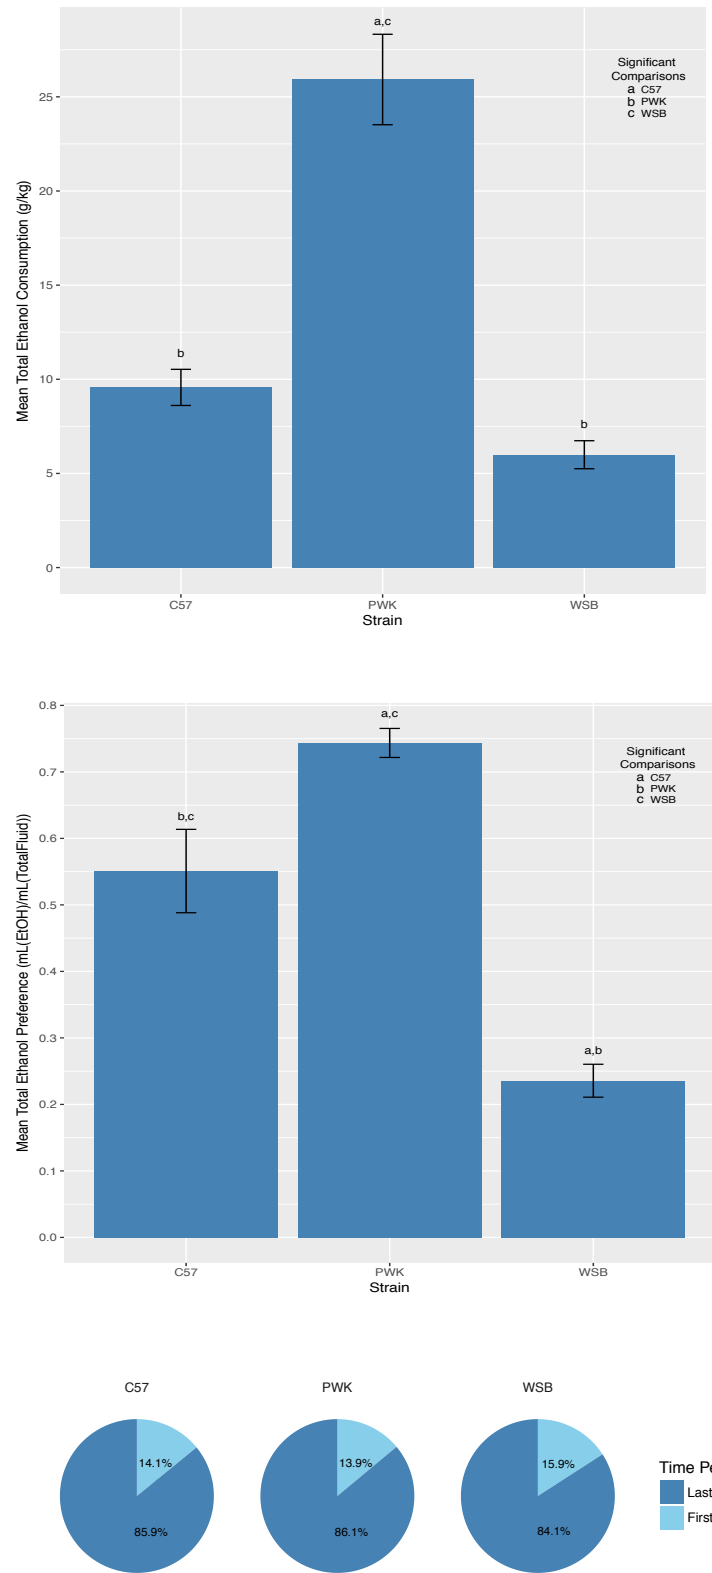 a,c
Significant
Comparisons
a C57
b PWK
c WSB
25
20
15
10
5
0
b
b
Mean Total Ethanol Consumption (g/kg)
C57 PWK WSB
Strain
0.8
0.7
0.6
0.5
0.4
0.3
0.2
0.1
0.0
a,c
Significant
Comparisons
a C57
b PWK
c WSB
b,c
a,b
Mean Total Ethanol Preference (mL(EtOH)/mL(TotalFluid))
C57 PWK WSB
Strain
C57 PWK WSB
14.1% 13.9% 15.9%
85.9% 86.1% 84.1%
Time Pe
Last
First